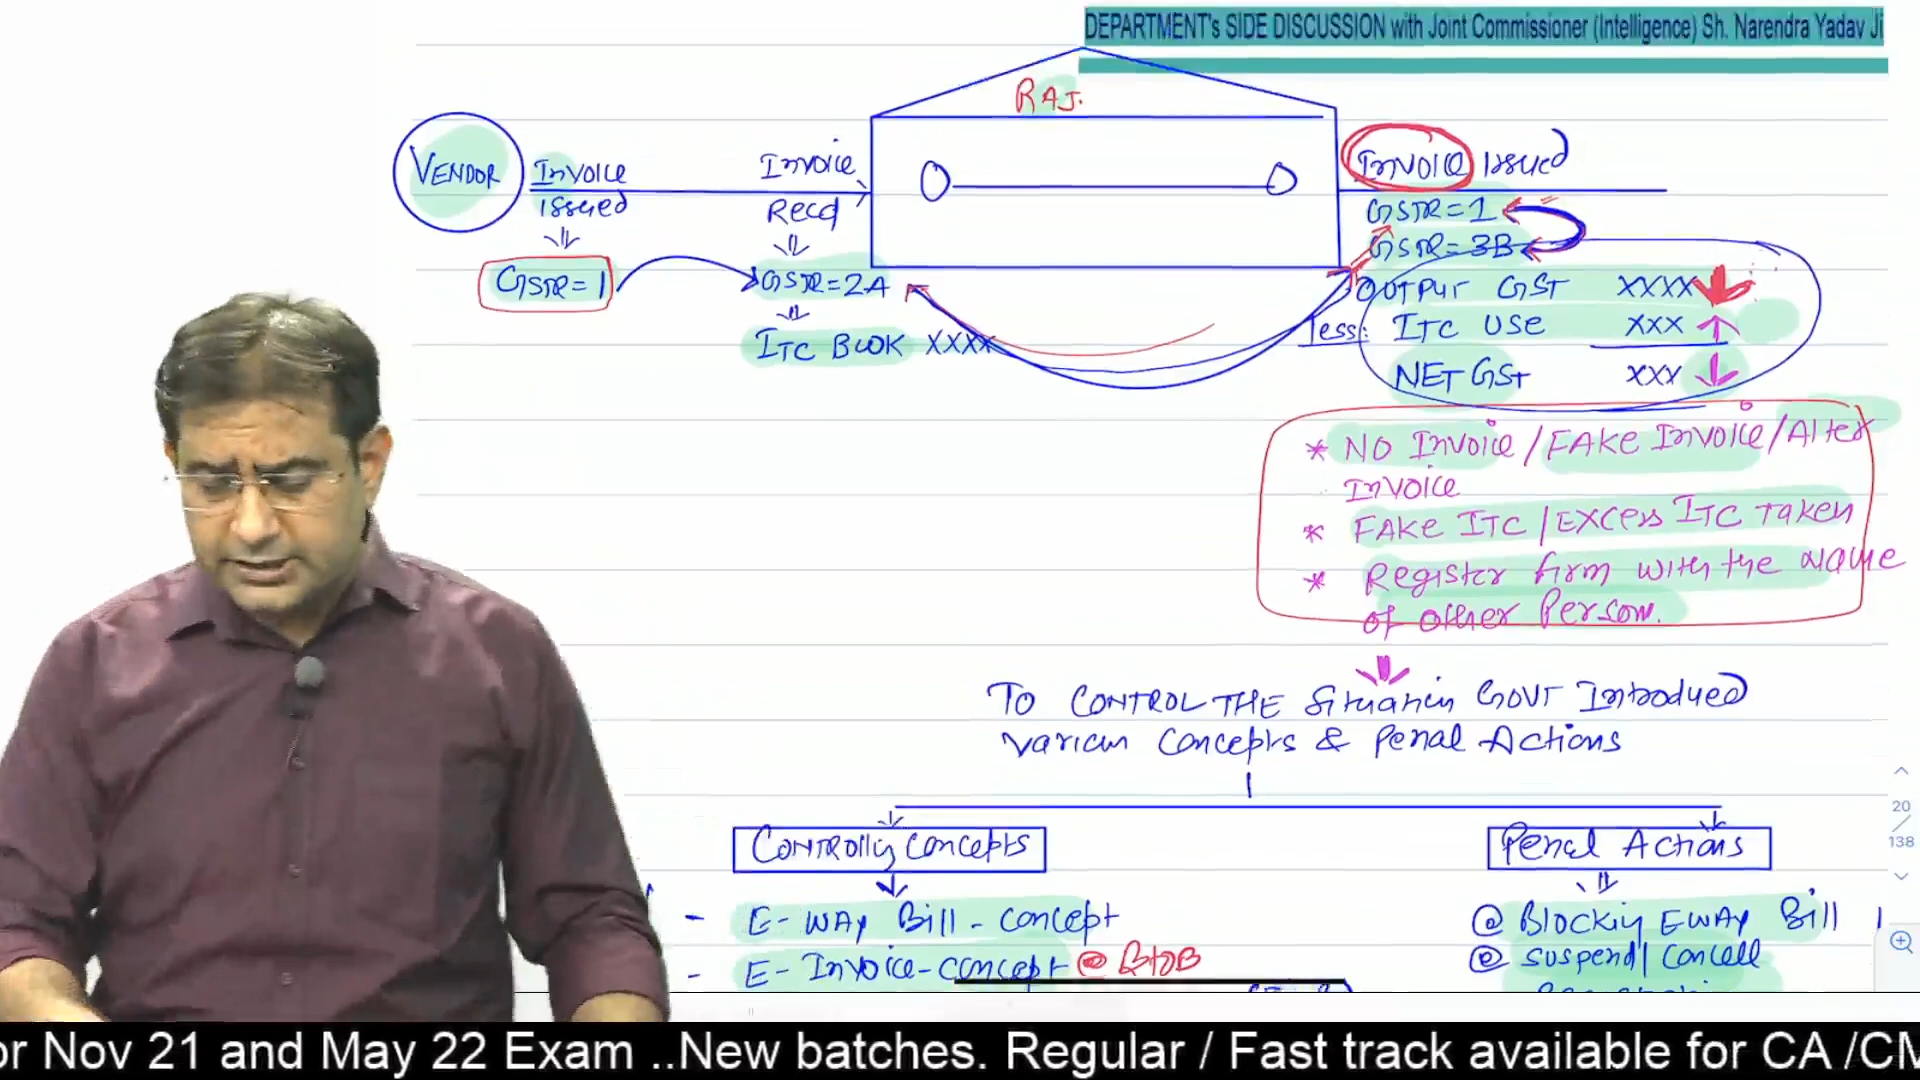 DEPARTMENT's SIDE DISCUSSION with Joint Commissioner (Intelligence) Sh. Narendra Yadav Ji
RAJ.
VENDOR
Invoice
issued
GSTR=1
Invoice
Recd
GSTR=2A
ITC BOOK XXXX
Invoice Issued
GSTR=1
GSTR=3B
OUTPUT GST XXXX
less: ITC USE XXX
NET GST XXX
* NO Invoice / FAKE Invoice / Alter
Invoice
* FAKE ITC / EXCESS ITC Taken
* Register firm with the Name
of other Person.
To CONTROL THE Situation GOVT Introdued
Various Concepts & Penal Actions
Controlly Concepts
- E-way Bill - Concept
- E-Invoice-concept @ BtoB
Penal Actions
@ Blocking EWAY Bill
@ Suspend/ Concell
20
/
138
or Nov 21 and May 22 Exam ..New batches. Regular / Fast track available for CA /CM